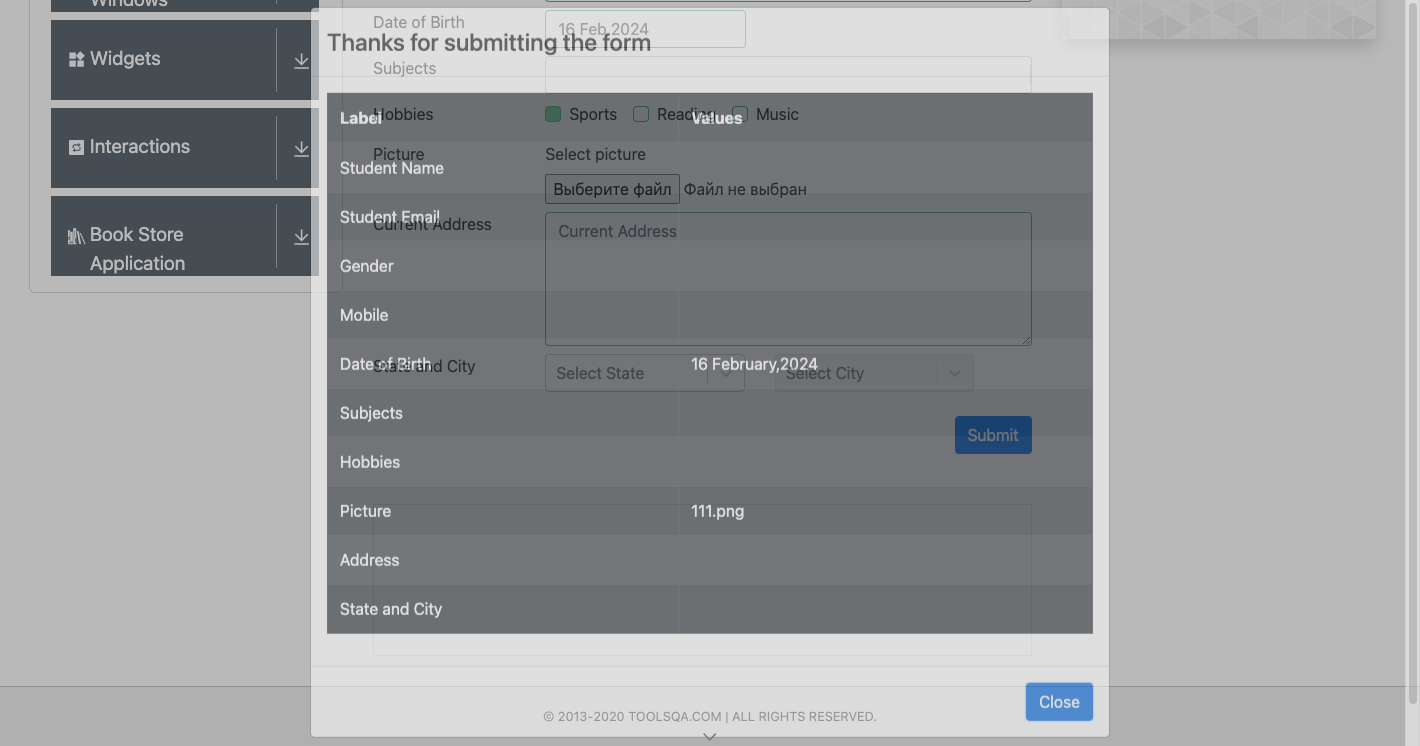 Windows
Widgets
Interactions
Book Store
Application
Date of Birth
16 Feb 2024
Thanks for submitting the form
Subjects
Hobbies
Sports
Reading
Music
Label
Values
Picture
Select picture
Student Name
Выберите файл Файл не выбран
Student Email
Current Address
Current Address
Gender
Mobile
Date of Birth
16 February,2024
State and City
Select State
Select City
Subjects
Submit
Hobbies
Picture
111.png
Address
State and City
Close
© 2013-2020 TOOLSQA.COM | ALL RIGHTS RESERVED.